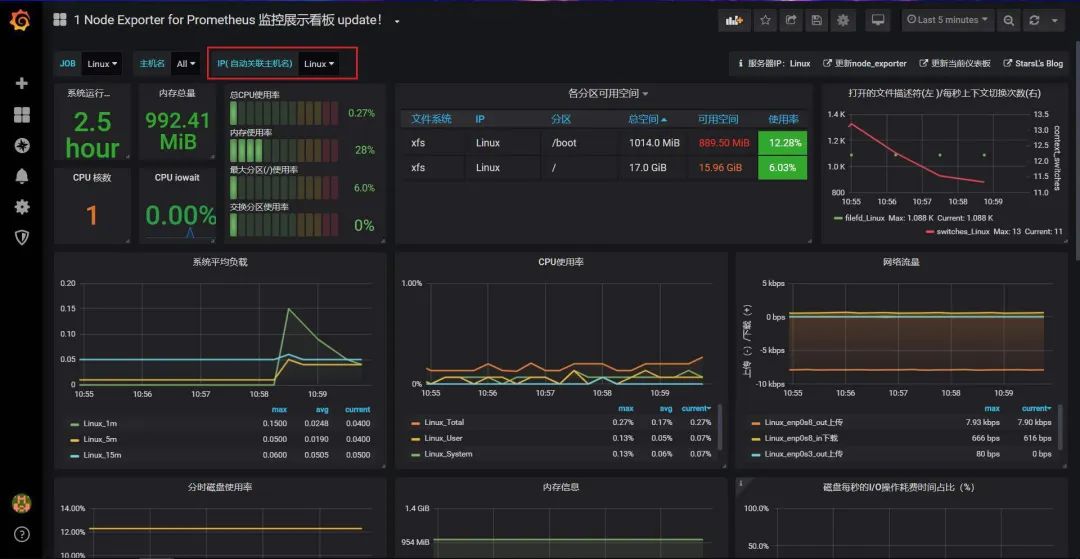 1 Node Exporter for Prometheus 监控展示看板 update！
Last 5 minutes
JOB Linux 主机名 All IP( 自动关联主机名) Linux
服务器IP：Linux 更新node_exporter 更新当前仪表板 StarsL's Blog
系统运行...
2.5
hour
内存总量
992.41
MiB
CPU 核数
1
CPU iowait
0.00%
总CPU使用率
0.27%
内存使用率
28%
最大分区(/)使用率
6.0%
交换分区使用率
0%
各分区可用空间
文件系统 IP 分区 总空间 可用空间 使用率
xfs Linux /boot 1014.0 MiB 889.50 MiB 12.28%
xfs Linux / 17.0 GiB 15.96 GiB 6.03%
打开的文件描述符(左 )/每秒上下文切换次数(右)
1.4 K
1.2 K
1.0 K
800
13.5
13.0
12.5
12.0
11.5
11.0
context_switches
10:55 10:56 10:57 10:58 10:59
filefd_Linux Max: 1.088 K Current: 1.088 K
switches_Linux Max: 13 Current: 11
系统平均负载
0.20
0.15
0.10
0.05
0
10:55 10:56 10:57 10:58 10:59
max avg current
Linux_1m 0.1500 0.0248 0.0400
Linux_5m 0.0500 0.0190 0.0400
Linux_15m 0.0600 0.0505 0.0500
CPU使用率
1.00%
0%
10:55 10:56 10:57 10:58 10:59
max avg current
Linux_Total 0.27% 0.17% 0.27%
Linux_User 0.13% 0.05% 0.07%
Linux_System 0.13% 0.06% 0.07%
网络流量
上传（-）/下载（+）
5 kbps
0 bps
-5 kbps
-10 kbps
10:55 10:56 10:57 10:58 10:59
max current
Linux_enp0s8_out上传 7.93 kbps 7.90 kbps
Linux_enp0s8_in下载 666 bps 616 bps
Linux_enp0s3_out上传 80 bps 0 bps
分时磁盘使用率
14.00%
12.00%
10.00%
内存信息
1.4 GiB
954 MiB
磁盘每秒的I/O操作耗费时间占比（%）
100.0%
50.0%